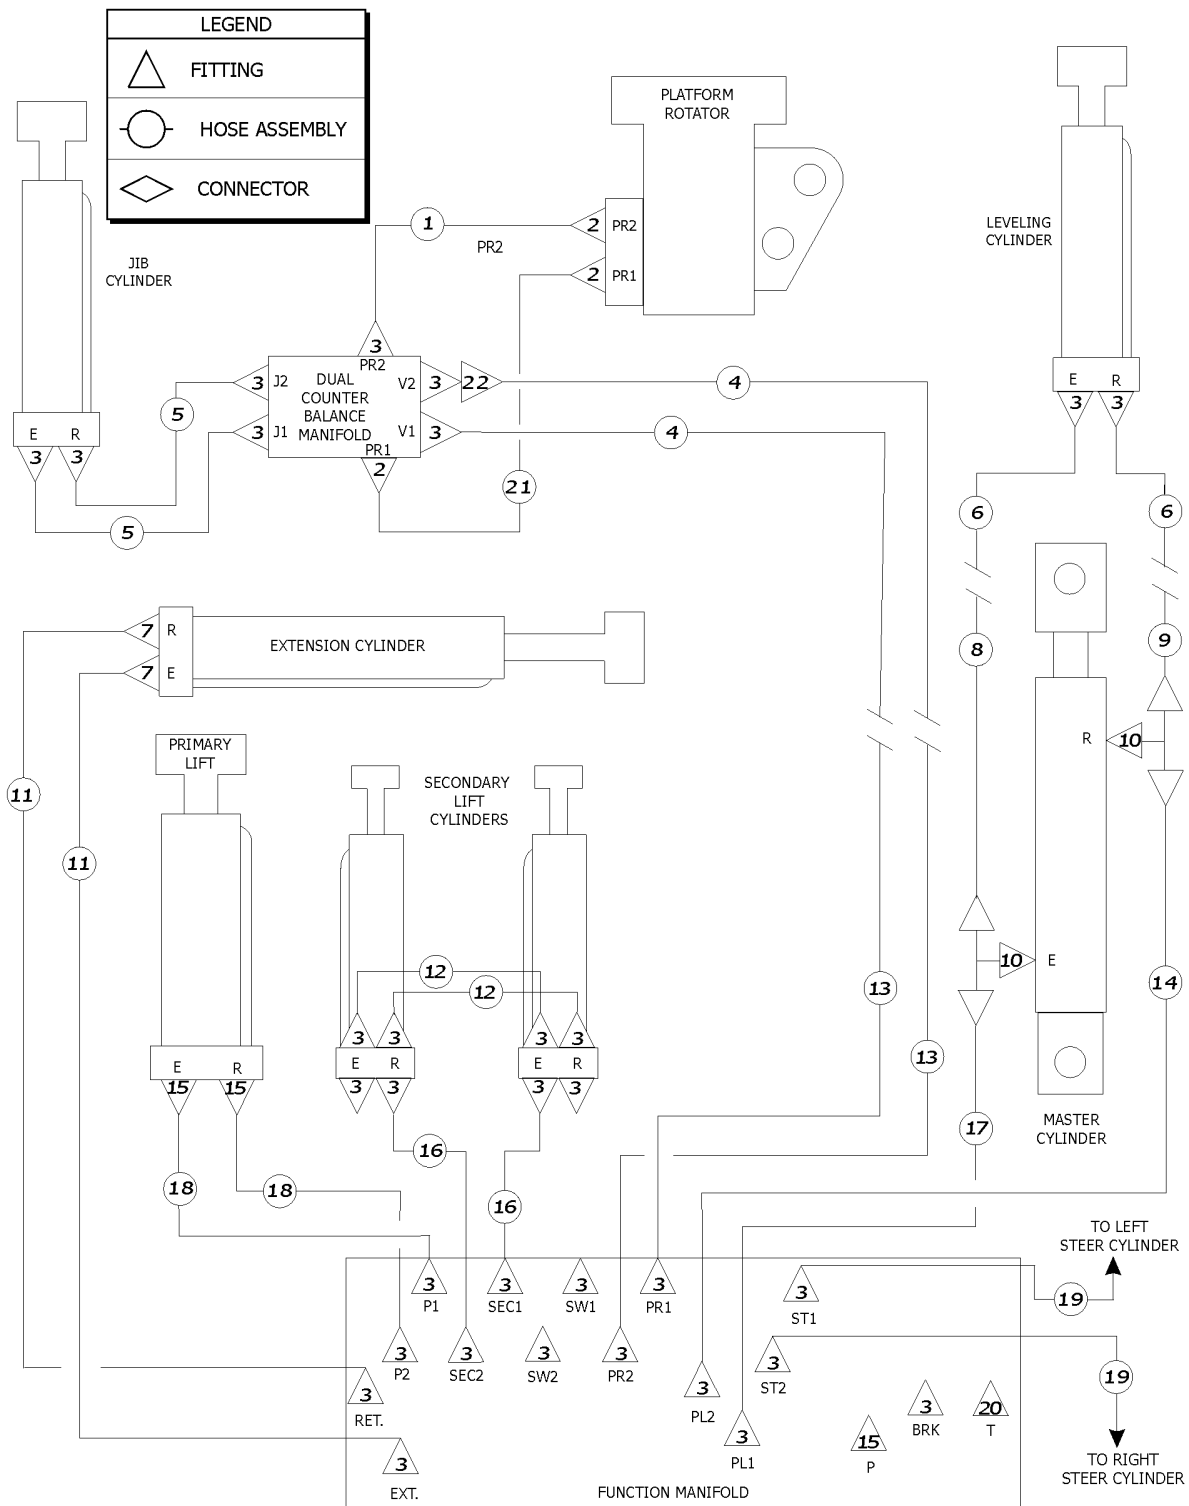 LEGEND
FITTING
HOSE ASSEMBLY
CONNECTOR
PLATFORM
ROTATOR
1
2
PR2
PR2
2
PR1
LEVELING
CYLINDER
JIB
CYLINDER
3
PR2
3
J2
DUAL
COUNTER
BALANCE
MANIFOLD
V2
3
22
4
3
J1
V1
3
4
PR1
2
21
E
R
3
3
5
5
E
R
3
3
6
6
7
R
EXTENSION CYLINDER
7
E
8
9
PRIMARY
LIFT
SECONDARY
LIFT
CYLINDERS
R
10
11
11
12
12
10
E
13
14
3
3
3
3
E
R
E
R
13
E
R
15
15
3
3
3
3
MASTER
CYLINDER
17
16
18
18
16
TO LEFT
STEER CYLINDER
3
P1
3
SEC1
3
SW1
3
PR1
3
ST1
19
3
P2
3
SEC2
3
SW2
3
PR2
3
ST2
19
3
RET.
3
PL2
3
BRK
20
T
3
PL1
15
P
3
EXT.
TO RIGHT
STEER CYLINDER
FUNCTION MANIFOLD